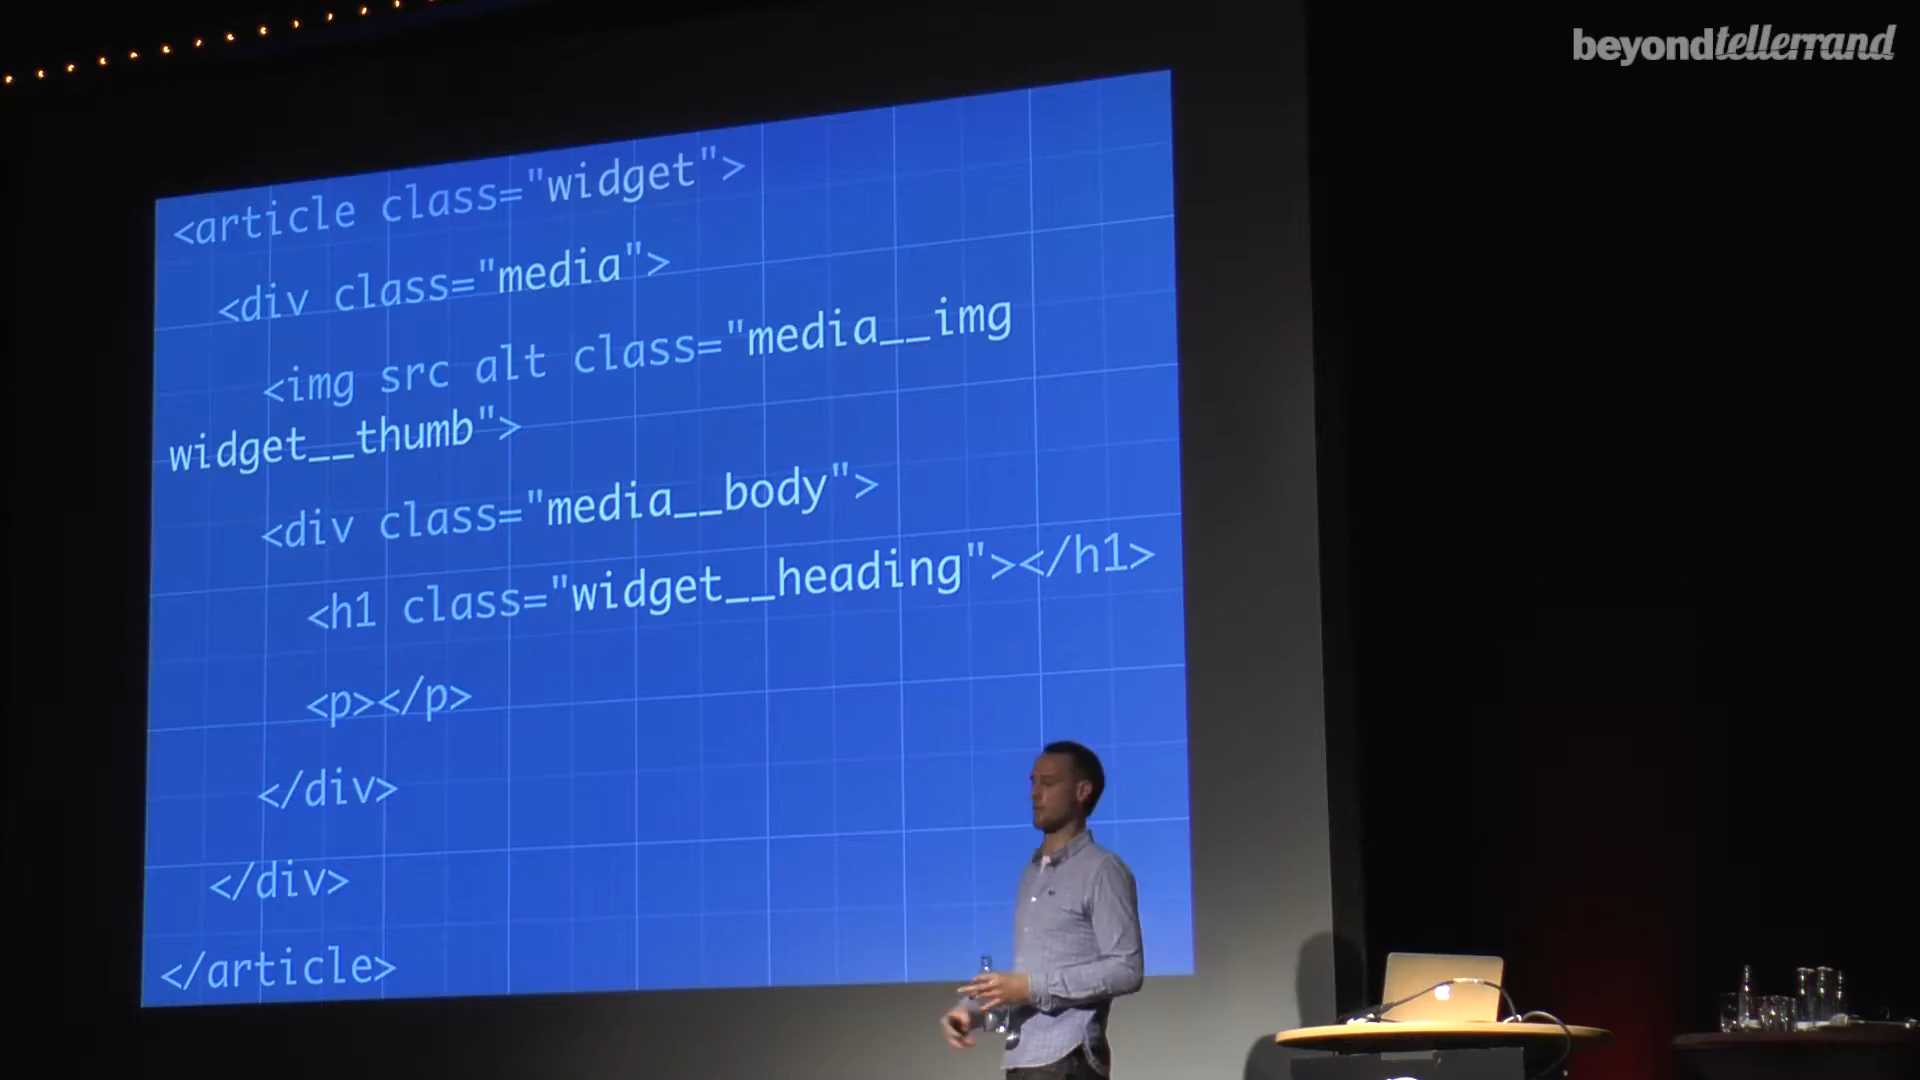 beyondtellerrand
<article class="widget">
<div class="media">
<img src alt class="media__img
widget__thumb">
<div class="media__body">
<h1 class="widget__heading"></h1>
<p></p>
</div>
</div>
</article>